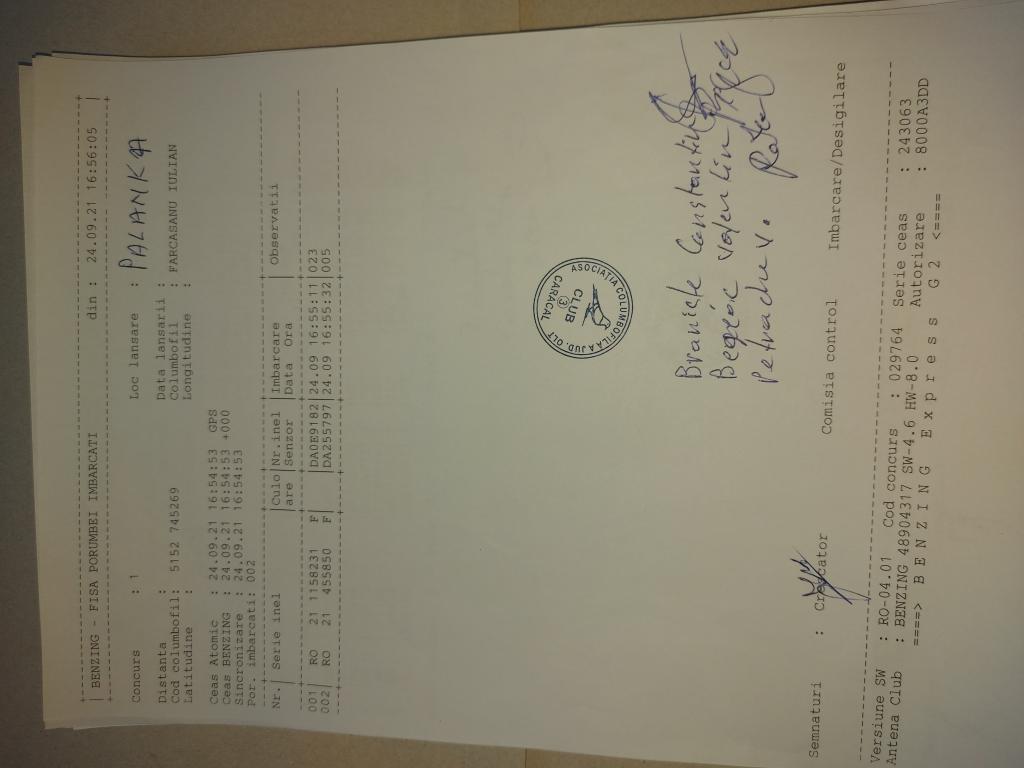 | BENZING - FISA PORUMBEI IMBARCATI din : 24.09.21 16:56:05 |
Concurs : 1 Loc lansare : PALANKA
Distanta : Data lansarii :
Cod columbofil: 5152 745269 Columbofil : FARCASANU IULIAN
Latitudine : Longitudine :
Ceas Atomic : 24.09.21 16:54:53 GPS
Ceas BENZING : 24.09.21 16:54:53 +000
Sincronizare : 24.09.21 16:54:53
Por. imbarcati: 002
Nr.| Serie inel |Culo|Nr.inel |Imbarcare | Observatii
| |are |Senzor |Data Ora |
001| RO 21 1158231 F| |DA0E9182|24.09 16:55:11|023
002| RO 21 455850 F| |DA255797|24.09 16:55:32|005
ASOCIATIA COLUMBOFILA A JUD. OLT
CLUB
(3)
CARACAL
Braniste Constantin
Valentin
Petrache V.
Semnaturi : Crescator Comisia control Imbarcare/Desigilare
Versiune SW : RO-04.01 Cod concurs : 029764 Serie ceas : 243063
Antena Club : BENZING 48904317 SW-4.6 HW-8.0 Autorizare : 8000A3DD
====> B E N Z I N G E x p r e s s G 2 <====